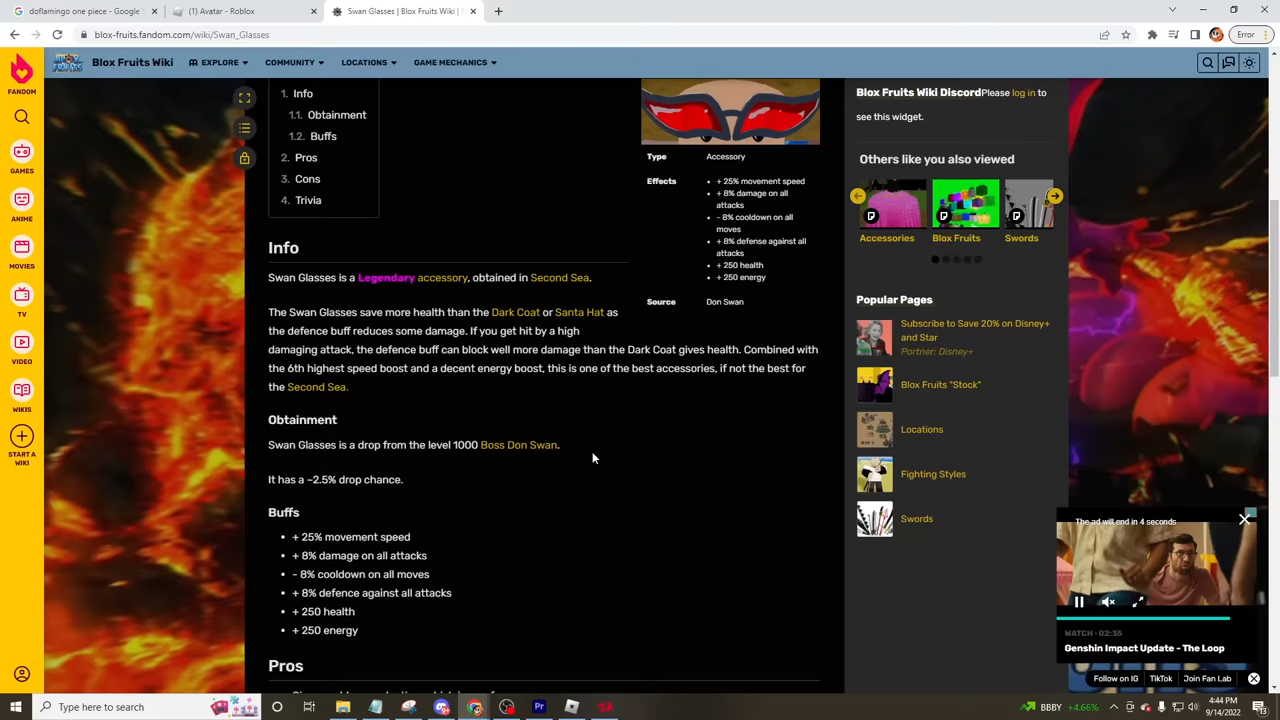 doflamingo one piece - Google S
1) Avatar - Roblox
Swan Glasses | Blox Fruits Wiki |
blox-fruits.fandom.com/wiki/Swan_Glasses
Error
FANDOM
GAMES
ANIME
MOVIES
TV
VIDEO
WIKIS
START A
WIKI
Blox Fruits Wiki
EXPLORE
COMMUNITY
LOCATIONS
GAME MECHANICS
1. Info
1.1. Obtainment
1.2. Buffs
2. Pros
3. Cons
4. Trivia
Type Accessory
Effects
+ 25% movement speed
+ 8% damage on all
attacks
- 8% cooldown on all
moves
+ 8% defense against all
attacks
+ 250 health
+ 250 energy
Source Don Swan
Info
Swan Glasses is a Legendary accessory, obtained in Second Sea.
The Swan Glasses save more health than the Dark Coat or Santa Hat as
the defence buff reduces some damage. If you get hit by a high
damaging attack, the defence buff can block well more damage than the Dark Coat gives health. Combined with
the 6th highest speed boost and a decent energy boost, this is one of the best accessories, if not the best for
the Second Sea.
Obtainment
Swan Glasses is a drop from the level 1000 Boss Don Swan.
It has a ~2.5% drop chance.
Buffs
+ 25% movement speed
+ 8% damage on all attacks
- 8% cooldown on all moves
+ 8% defence against all attacks
+ 250 health
+ 250 energy
Pros
Blox Fruits Wiki DiscordPlease log in to
see this widget.
Others like you also viewed
Accessories
Blox Fruits
Swords
Popular Pages
Subscribe to Save 20% on Disney+
and Star
Partner: Disney+
Blox Fruits "Stock"
Locations
Fighting Styles
Swords
The ad will end in 4 seconds
WATCH · 02:35
Genshin Impact Update - The Loop
Follow on IG
TikTok
Join Fan Lab
Type here to search
BBBY +4.66%
4:44 PM
9/14/2022